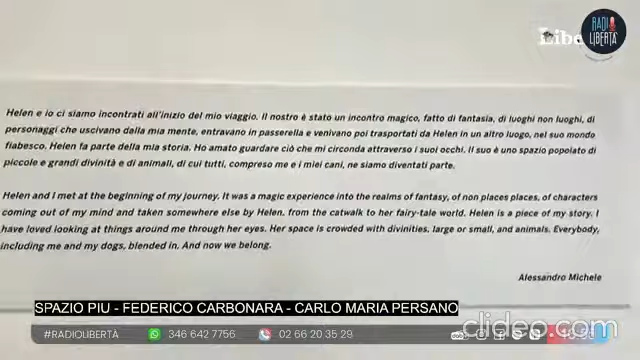 RADIO
LIBERTÀ
Helen e io ci siamo incontrati all'inizio del mio viaggio. Il nostro è stato un incontro magico, fatto di fantasia, di luoghi non luoghi, di
personaggi che uscivano dalla mia mente, entravano in passerella e venivano poi trasportati da Helen in un altro luogo, nel suo mondo
fiabesco. Helen fa parte della mia storia. Ho amato guardare ciò che mi circonda attraverso i suoi occhi. Il suo è uno spazio popolato di
piccole e grandi divinità e di animali, di cui tutti, compreso me e i miei cani, ne siamo diventati parte.
Helen and I met at the beginning of my journey. It was a magic experience into the realms of fantasy, of non places places, of characters
coming out of my mind and taken somewhere else by Helen, from the catwalk to her fairy-tale world. Helen is a piece of my story. I
have loved looking at things around me through her eyes. Her space is crowded with divinities, large or small, and animals. Everybody,
including me and my dogs, blended in. And now we belong.
Alessandro Michele
SPAZIO PIU - FEDERICO CARBONARA - CARLO MARIA PERSANO
#RADIOLIBERTÀ 346 642 7756 02 66 20 35 29
clideo.com